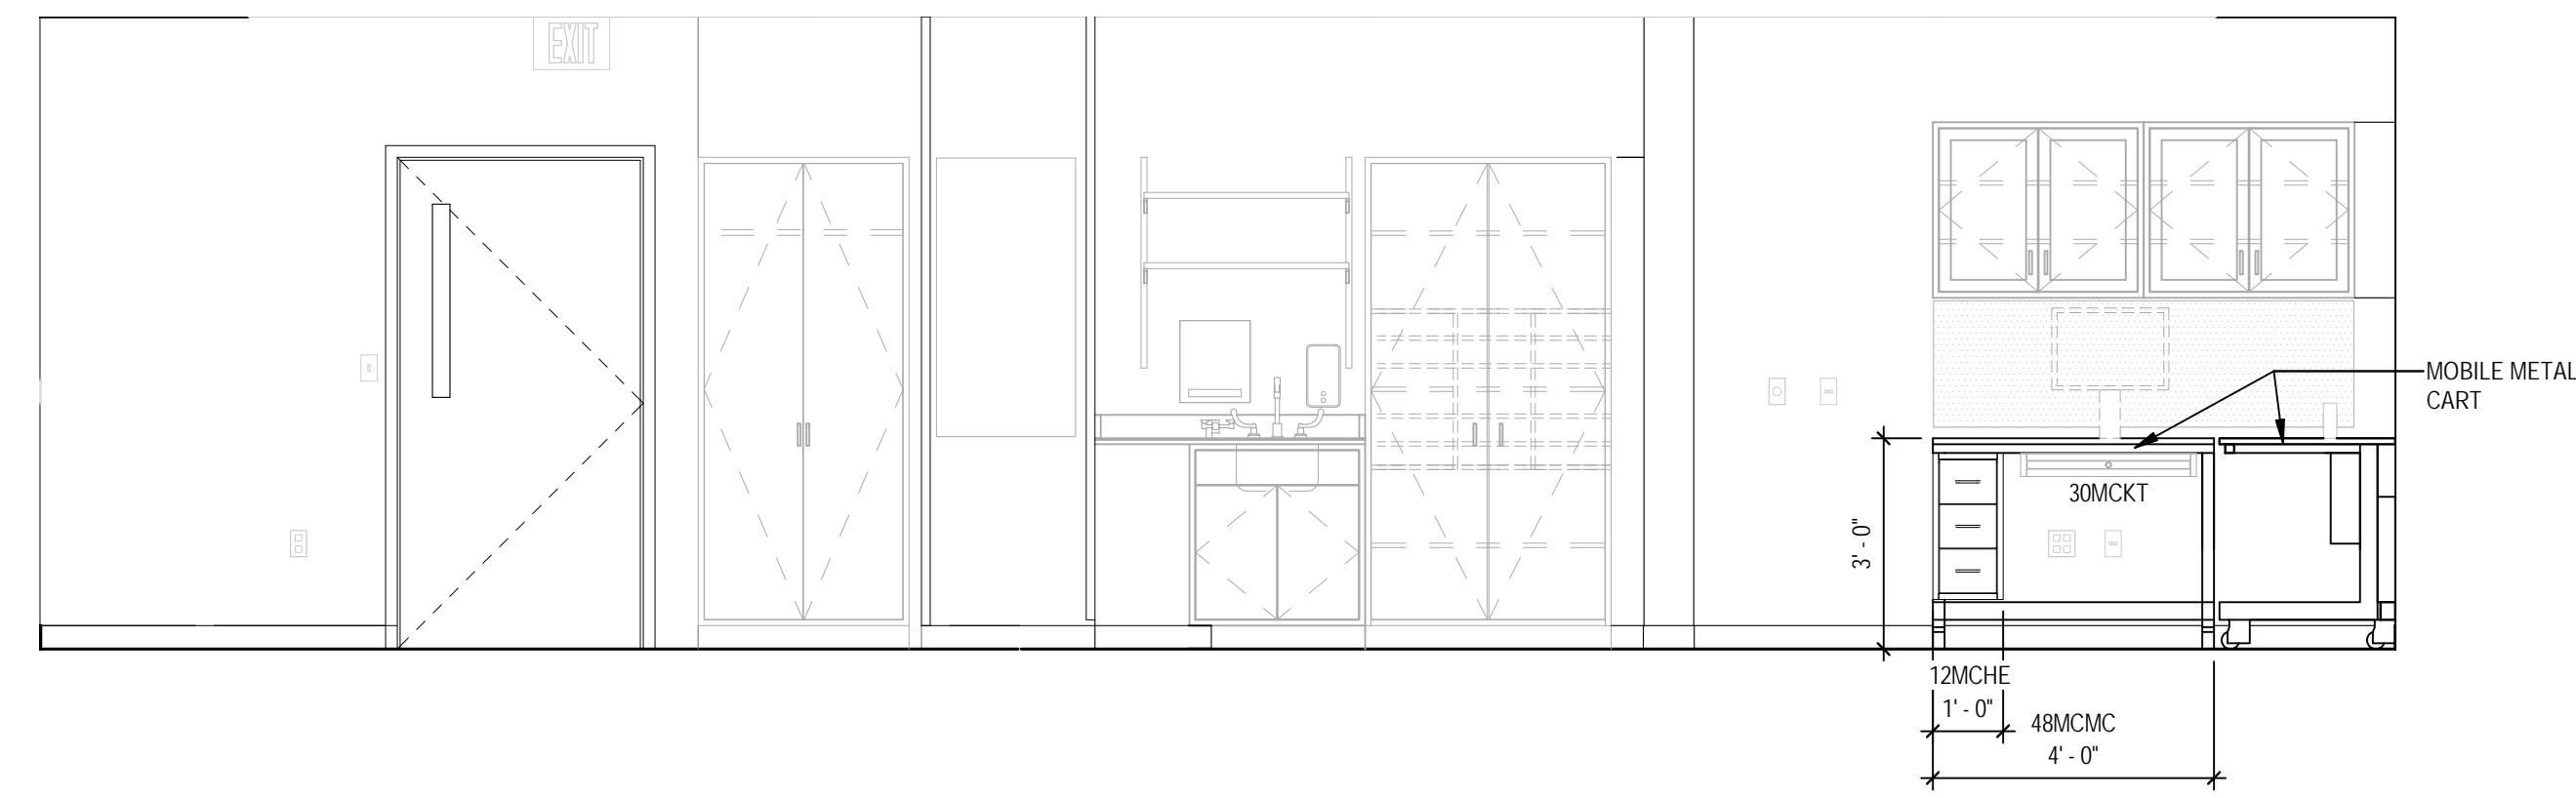 EXIT
MOBILE METAL
CART
30MCKT
3' - 0"
12MCHE
1' - 0"
48MCMC
4' - 0"